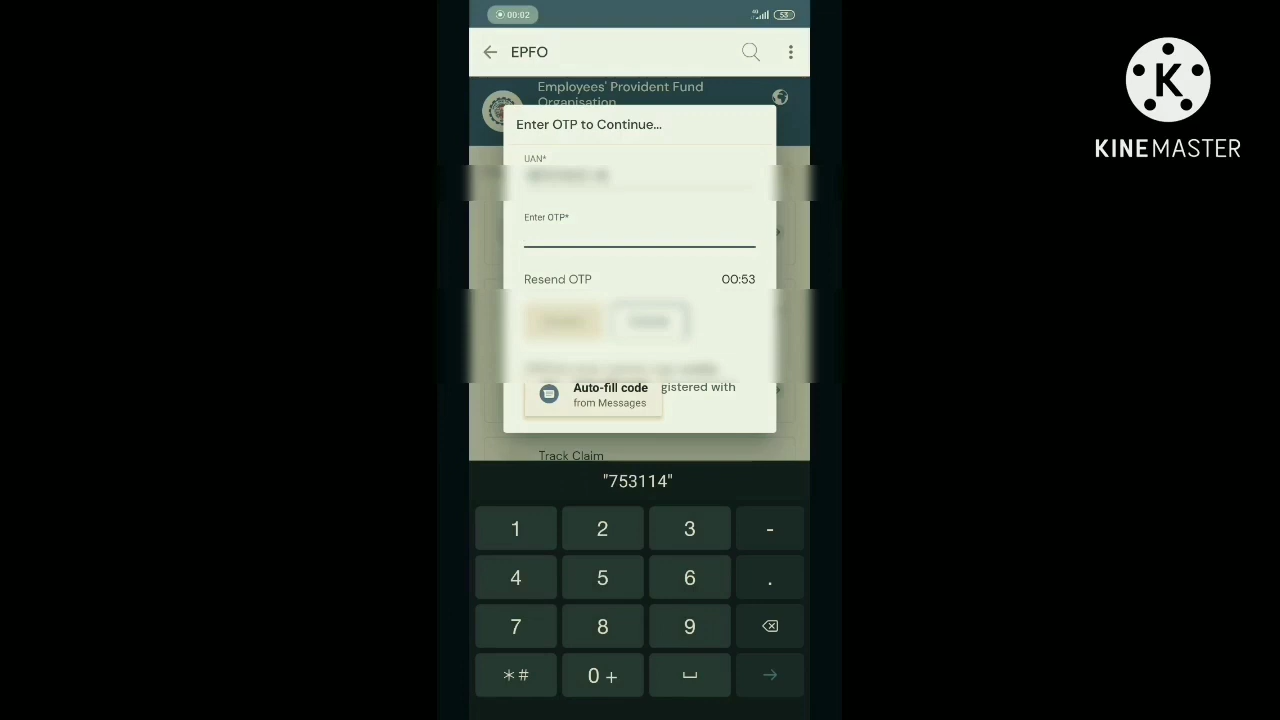 00:02
4G
53
EPFO
Employees' Provident Fund
Organisation
Enter OTP to Continue...
UAN*
Enter OTP*
Resend OTP
00:53
Auto-fill code
gistered with
from Messages
Track Claim
"753114"
1 2 3 -
4 5 6 .
7 8 9
*# 0 +
K
KINEMASTER